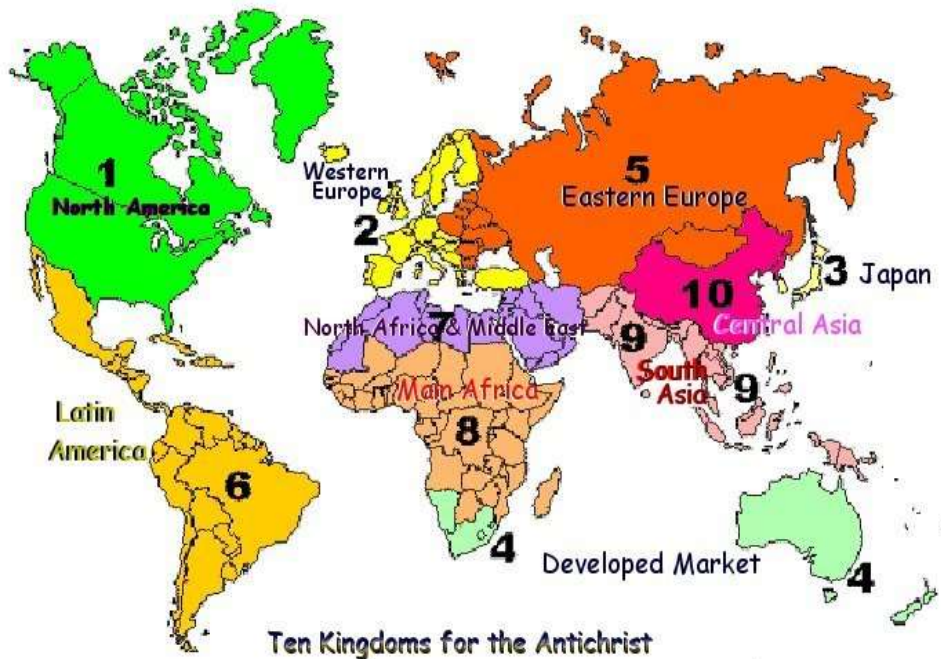 1
North America
Western
Europe
2
5
Eastern Europe
3 Japan
10
Central Asia
7
North Africa & Middle East
9
South
Asia
9
Main Africa
8
Latin
America
6
4
Developed Market
4
Ten Kingdoms for the Antichrist